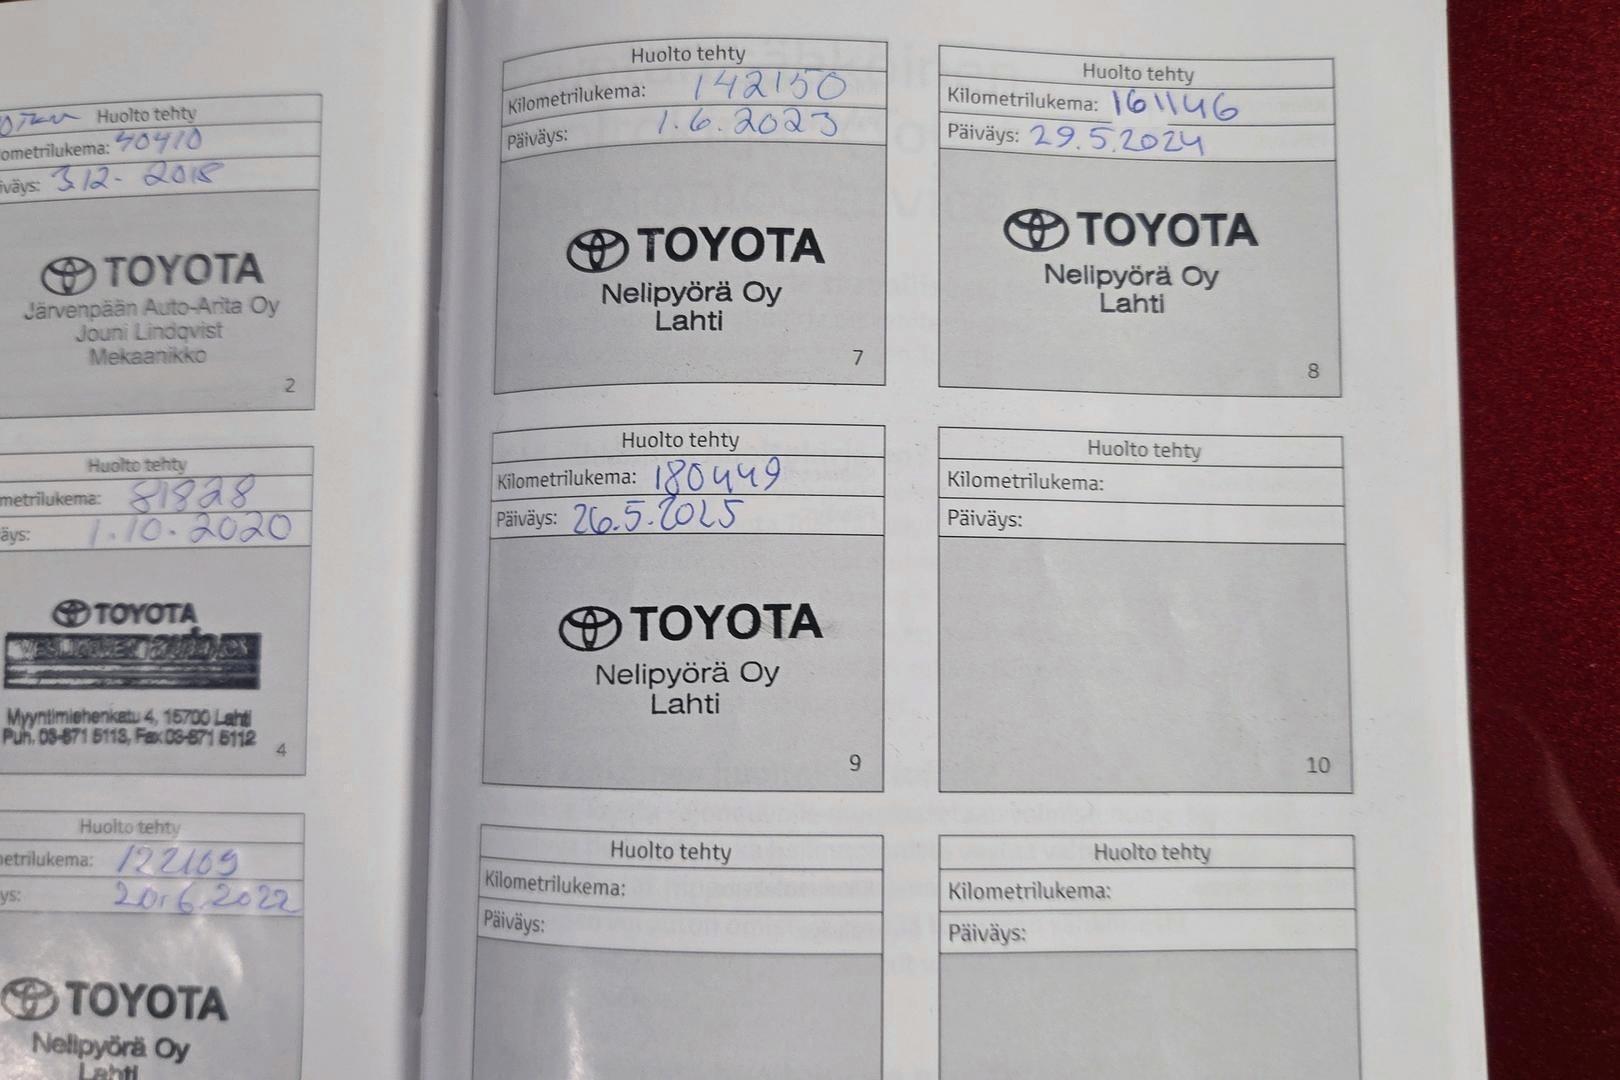 Huolto tehty
ometrilukema: 40410
iväys: 3.12- 2018
TOYOTA
Järvenpään Auto-Arita Oy
Jouni Lindqvist
Mekaanikko
2
Huolto tehty
metrilukema: 81828
äys: 1.10.2020
TOYOTA
Myyntimiehenkatu 4, 15700 Lahti
Puh. 03-871 5113, Fax 03-871 5112
4
Huolto tehty
netrilukema: 122109
ys: 20.6.2022
TOYOTA
Nelipyörä Oy
Lahti
Huolto tehty
Kilometrilukema: 142150
Päiväys: 1.6.2023
TOYOTA
Nelipyörä Oy
Lahti
7
Huolto tehty
Kilometrilukema: 161146
Päiväys: 29.5.2024
TOYOTA
Nelipyörä Oy
Lahti
8
Huolto tehty
Kilometrilukema: 180449
Päiväys: 26.5.2025
TOYOTA
Nelipyörä Oy
Lahti
9
Huolto tehty
Kilometrilukema:
Päiväys:
10
Huolto tehty
Kilometrilukema:
Päiväys:
Huolto tehty
Kilometrilukema:
Päiväys: